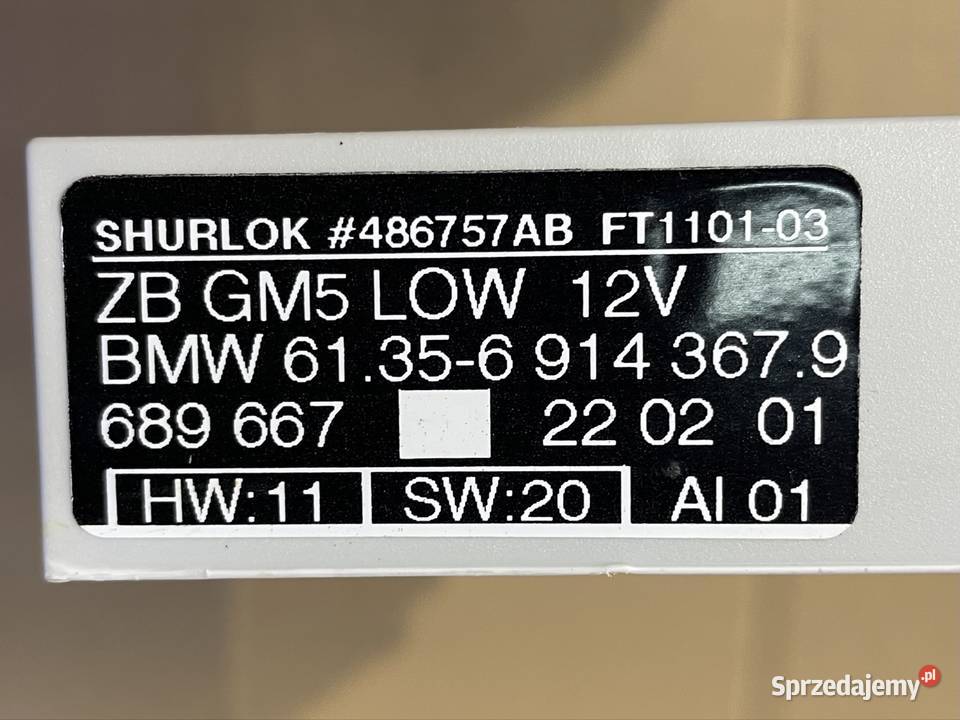 SHURLOK #486757AB FT1101-03
ZB GM5 LOW 12V
BMW 61.35-6 914 367.9
689 667 22 02 01
HW:11 SW:20 AI 01
Sprzedajemy.pl